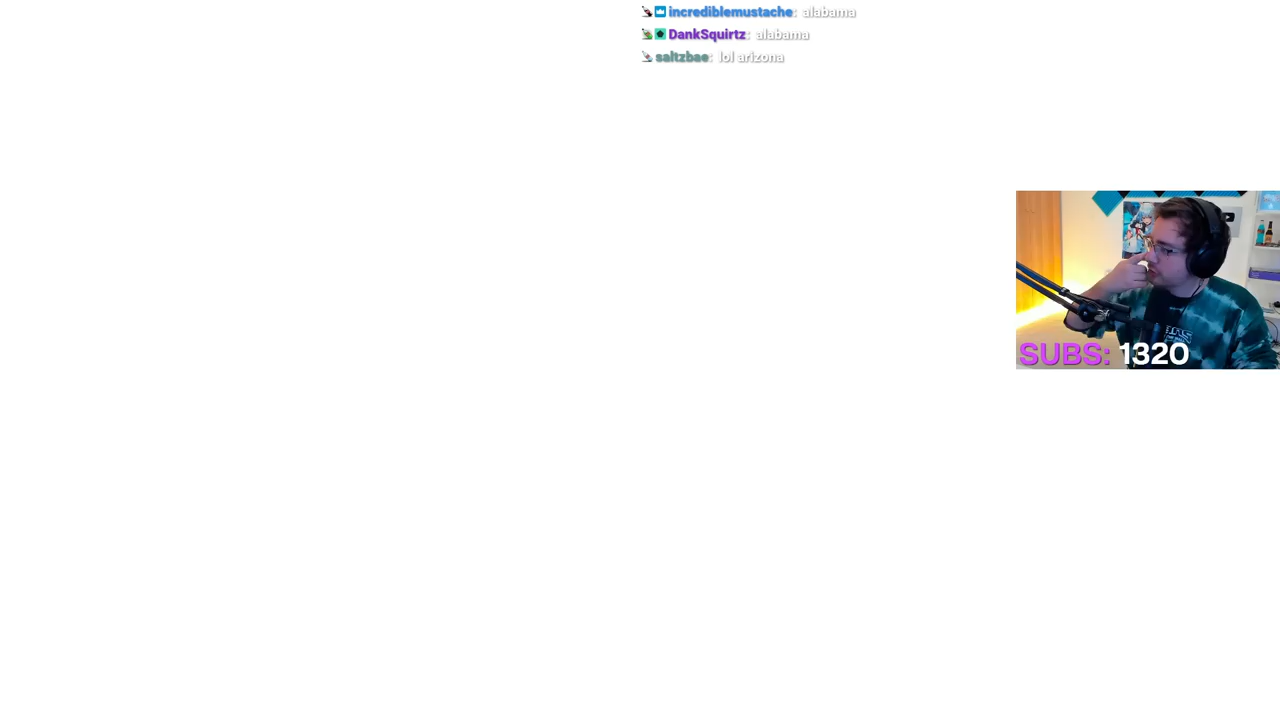 incrediblemustache: alabama
DankSquirtz: alabama
saltzbae: lol arizona
SUBS: 1320